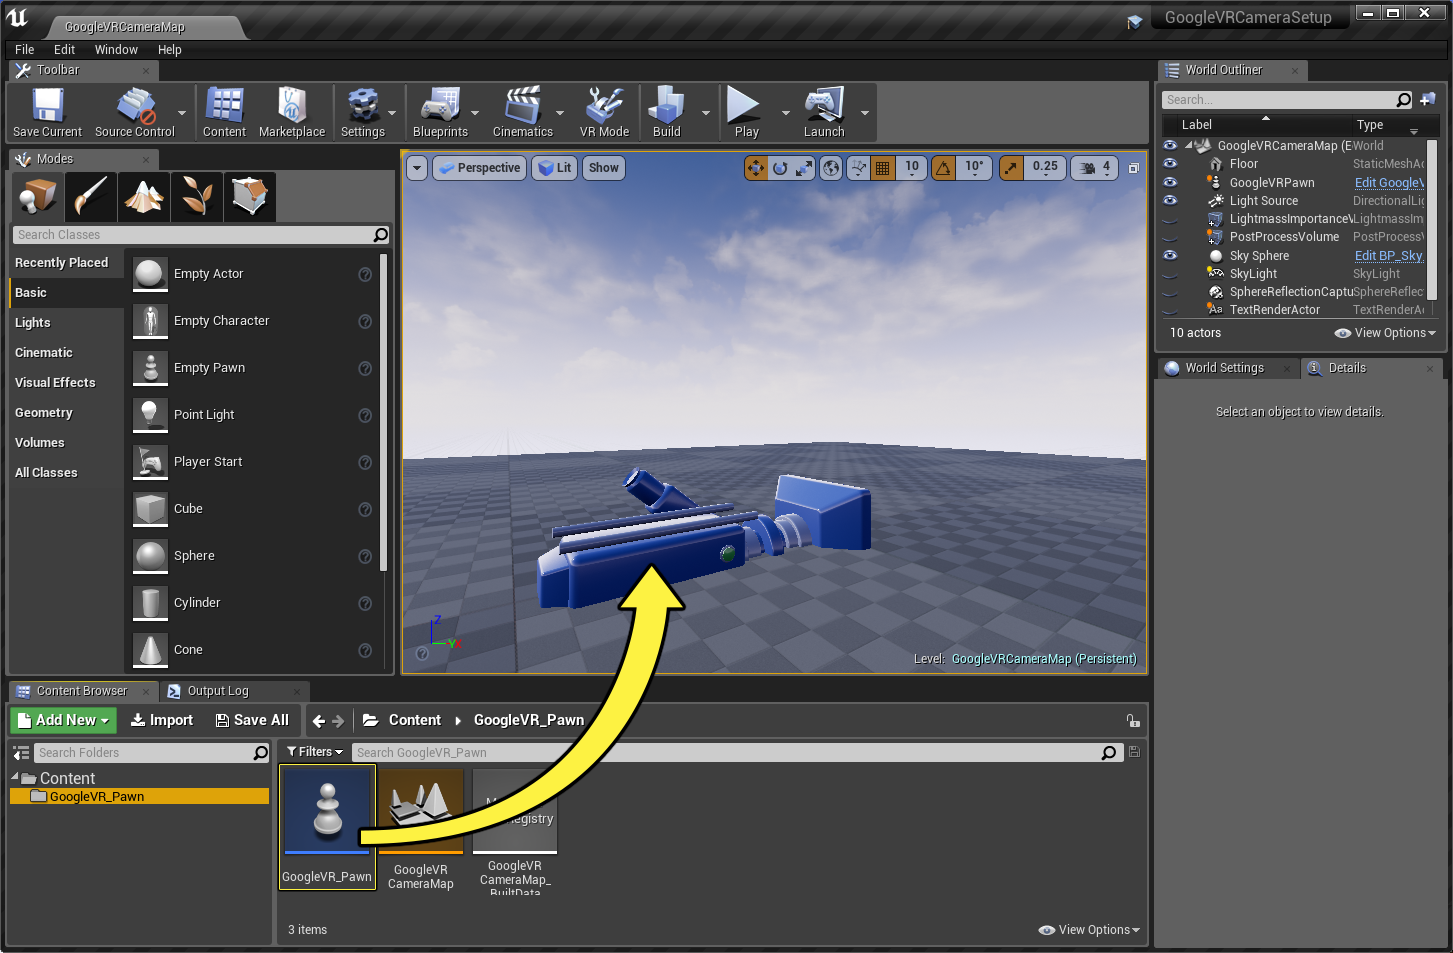 GoogleVRCameraMap
GoogleVRCameraSetup
File Edit Window Help
Toolbar
Save Current
Source Control
Content
Marketplace
Settings
Blueprints
Cinematics
VR Mode
Build
Play
Launch
Modes
Search Classes
Recently Placed
Basic
Lights
Cinematic
Visual Effects
Geometry
Volumes
All Classes
Empty Actor
Empty Character
Empty Pawn
Point Light
Player Start
Cube
Sphere
Cylinder
Cone
Perspective Lit Show
10 10° 0.25 4
Z
Y
Level: GoogleVRCameraMap (Persistent)
World Outliner
Search...
Label Type
GoogleVRCameraMap (E World
Floor StaticMeshAc
GoogleVRPawn Edit GoogleV
Light Source DirectionalLig
LightmassImportanceV LightmassIm
PostProcessVolume PostProcessV
Sky Sphere Edit BP_Sky
SkyLight SkyLight
SphereReflectionCaptu SphereReflec
Aa TextRenderActor TextRenderAc
10 actors View Options
World Settings Details
Select an object to view details.
Content Browser Output Log
Add New Import Save All Content GoogleVR_Pawn
Search Folders
Content
GoogleVR_Pawn
Filters Search GoogleVR_Pawn
GoogleVR_Pawn
GoogleVR
CameraMap
egistry
GoogleVR
CameraMap_
BuiltData
3 items View Options